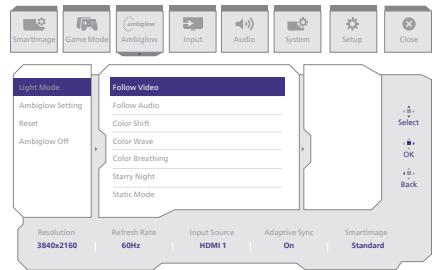 SmartImage Game Mode Ambiglow Input Audio System Setup Close
ambiglow
Light Mode
Ambiglow Setting
Reset
Ambiglow Off
Follow Video
Follow Audio
Color Shift
Color Wave
Color Breathing
Starry Night
Static Mode
Select
OK
Back
Resolution Refresh Rate Input Source Adaptive Sync SmartImage
3840x2160 60Hz HDMI 1 On Standard